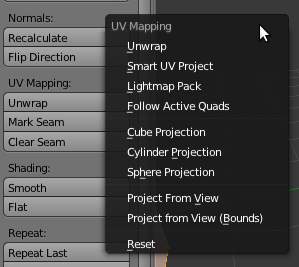 Normals:
Recalculate
Flip Direction
UV Mapping:
Unwrap
Mark Seam
Clear Seam
Shading:
Smooth
Flat
Repeat:
Repeat Last
UV Mapping
Unwrap
Smart UV Project
Lightmap Pack
Follow Active Quads
Cube Projection
Cylinder Projection
Sphere Projection
Project From View
Project from View (Bounds)
Reset